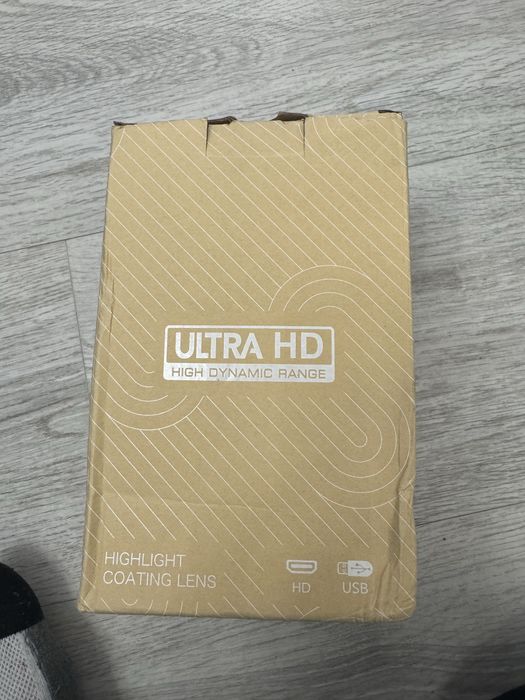 ULTRA HD
HIGH DYNAMIC RANGE
HIGHLIGHT
COATING LENS
HD
USB